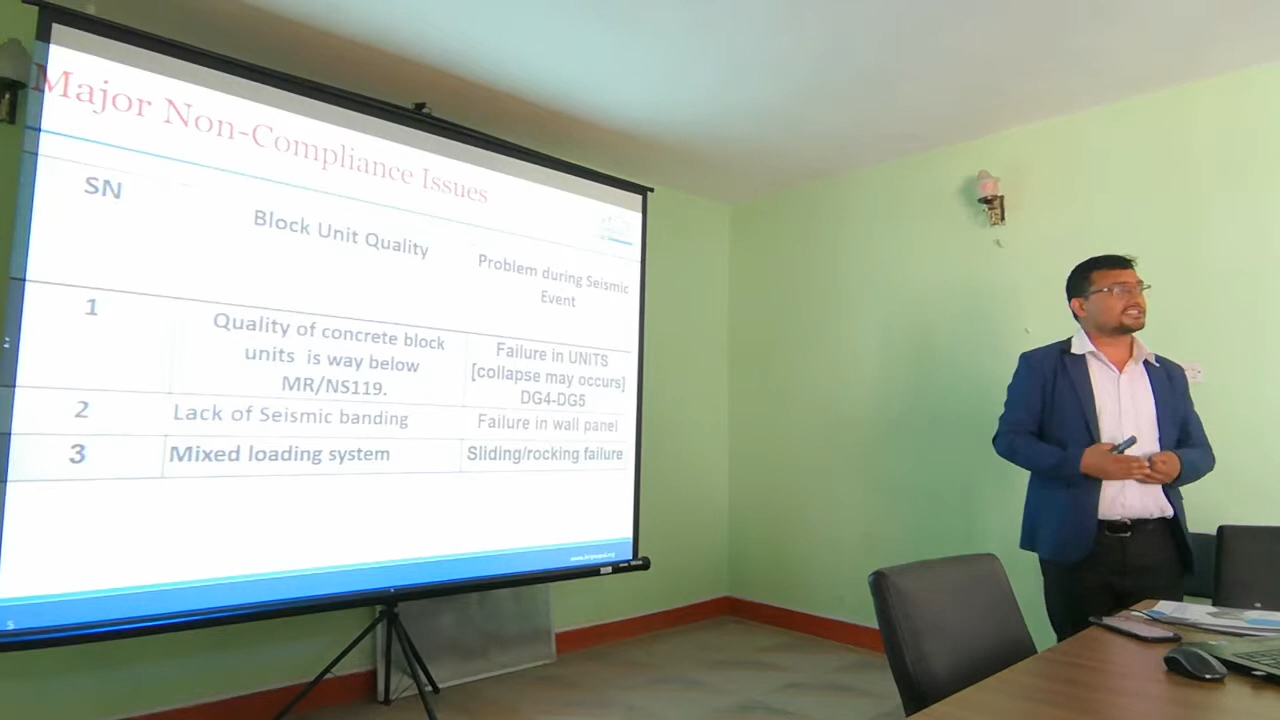 Major Non-Compliance Issues
SN
Block Unit Quality
Problem during Seismic
Event
1
Quality of concrete block
units is way below
MR/NS119.
Failure in UNITS
[collapse may occurs]
DG4-DG5
2
Lack of Seismic banding
Failure in wall panel
3
Mixed loading system
Sliding/rocking failure
5